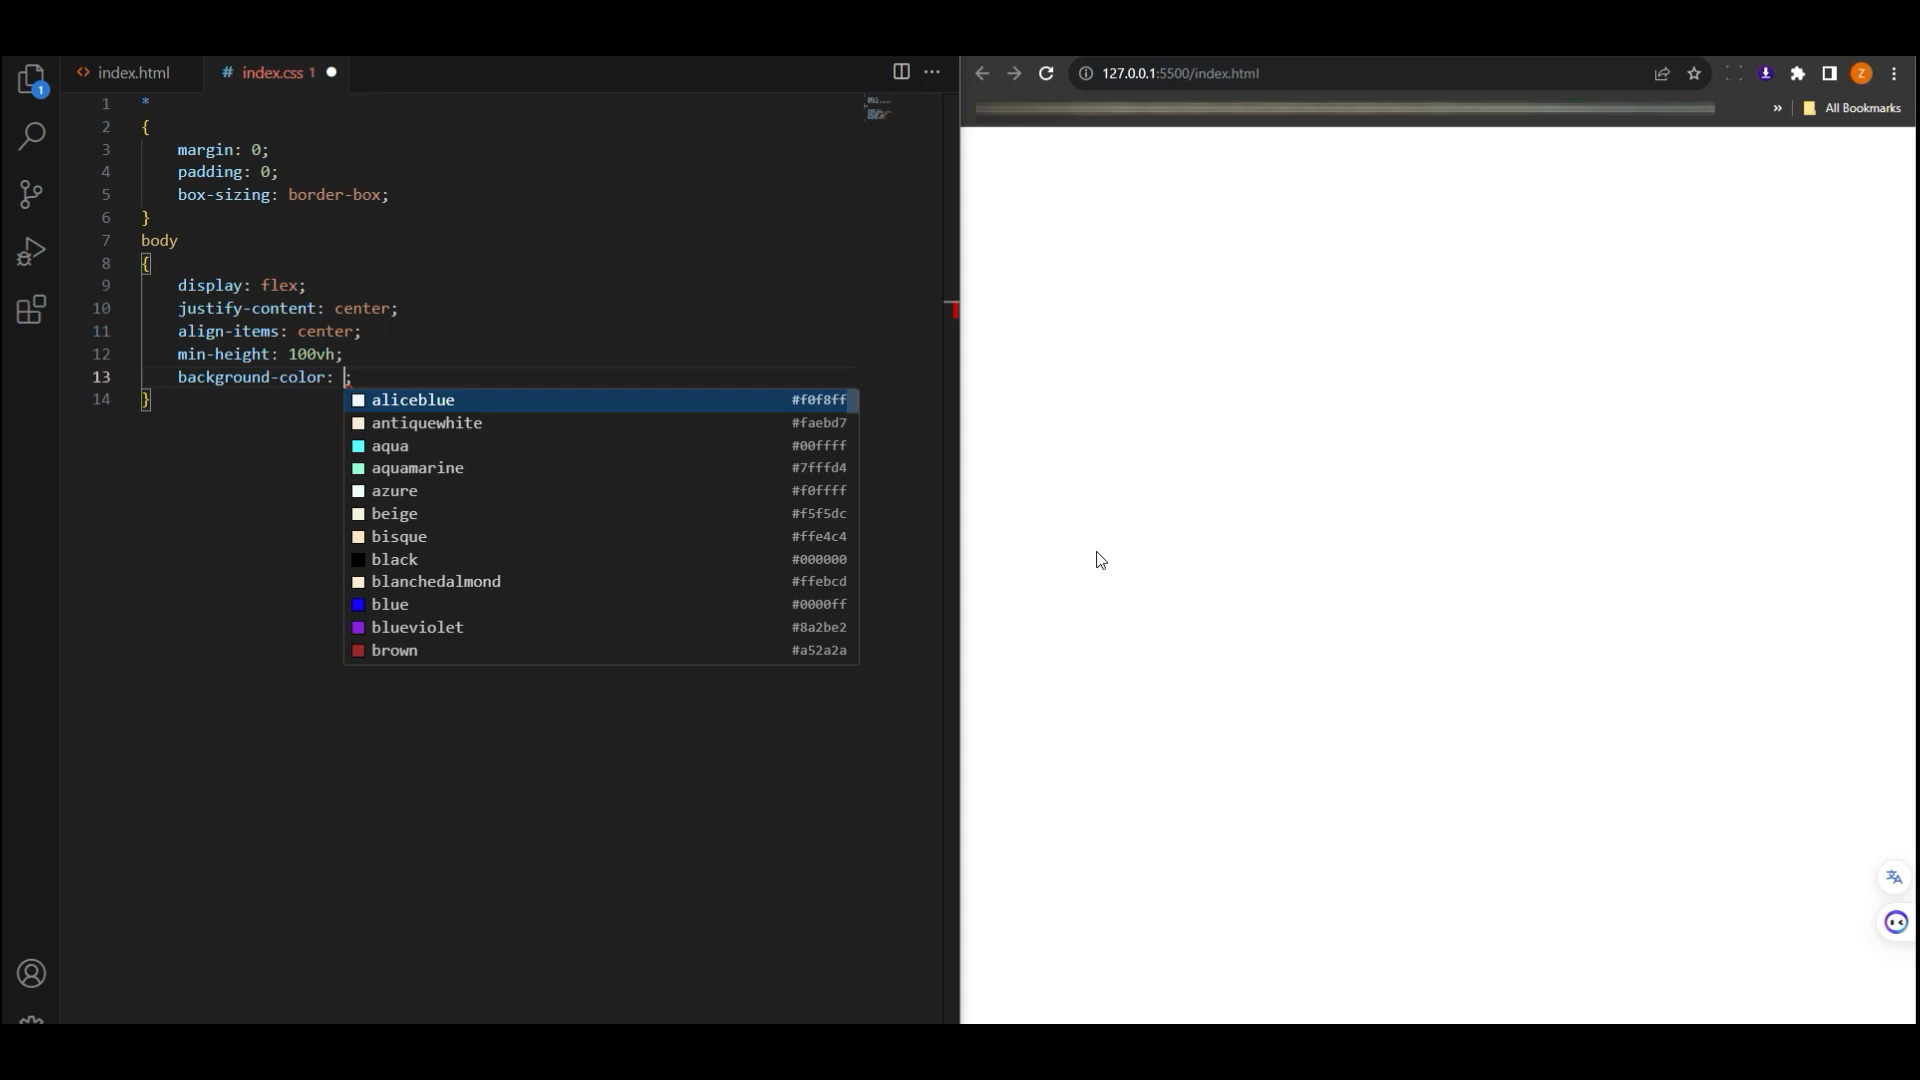 index.html
# index.css 1
127.0.0.1:5500/index.html
Z
»
All Bookmarks
1
1 *
2 {
3 margin: 0;
4 padding: 0;
5 box-sizing: border-box;
6 }
7 body
8 {
9 display: flex;
10 justify-content: center;
11 align-items: center;
12 min-height: 100vh;
13 background-color: ;
14 }
aliceblue #f0f8ff
antiquewhite #faebd7
aqua #00ffff
aquamarine #7fffd4
azure #f0ffff
beige #f5f5dc
bisque #ffe4c4
black #000000
blanchedalmond #ffebcd
blue #0000ff
blueviolet #8a2be2
brown #a52a2a